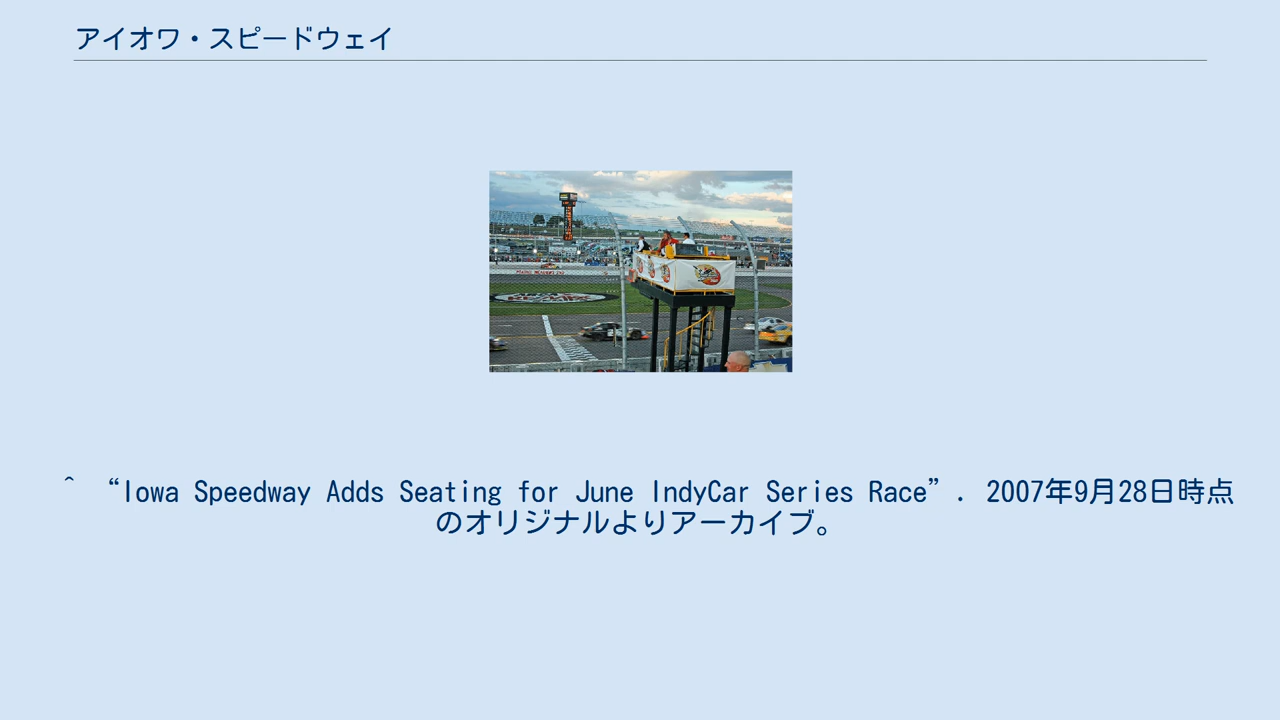 アイオワ・スピードウェイ
^ “Iowa Speedway Adds Seating for June IndyCar Series Race”. 2007年9月28日時点
のオリジナルよりアーカイブ。